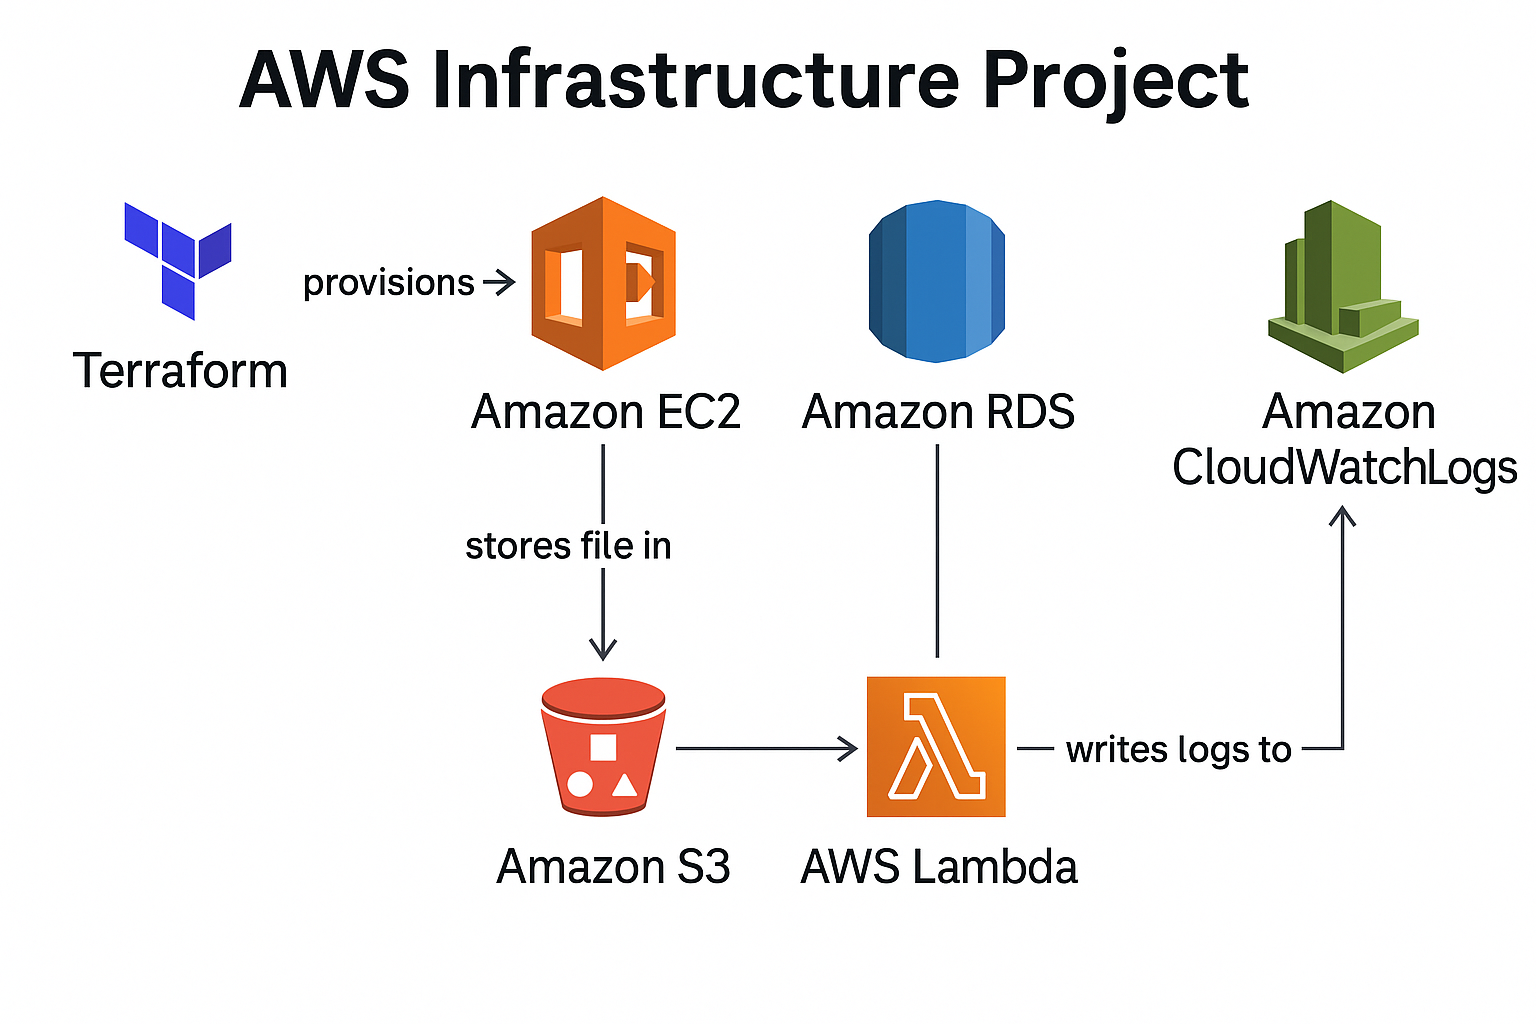 AWS Infrastructure Project
provisions
Terraform
Amazon EC2
Amazon RDS
Amazon
CloudWatchLogs
stores file in
writes logs to
Amazon S3
AWS Lambda